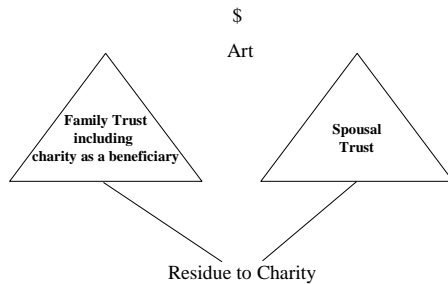 $
Art
Family Trust
including
charity as a beneficiary
Spousal
Trust
Residue to Charity